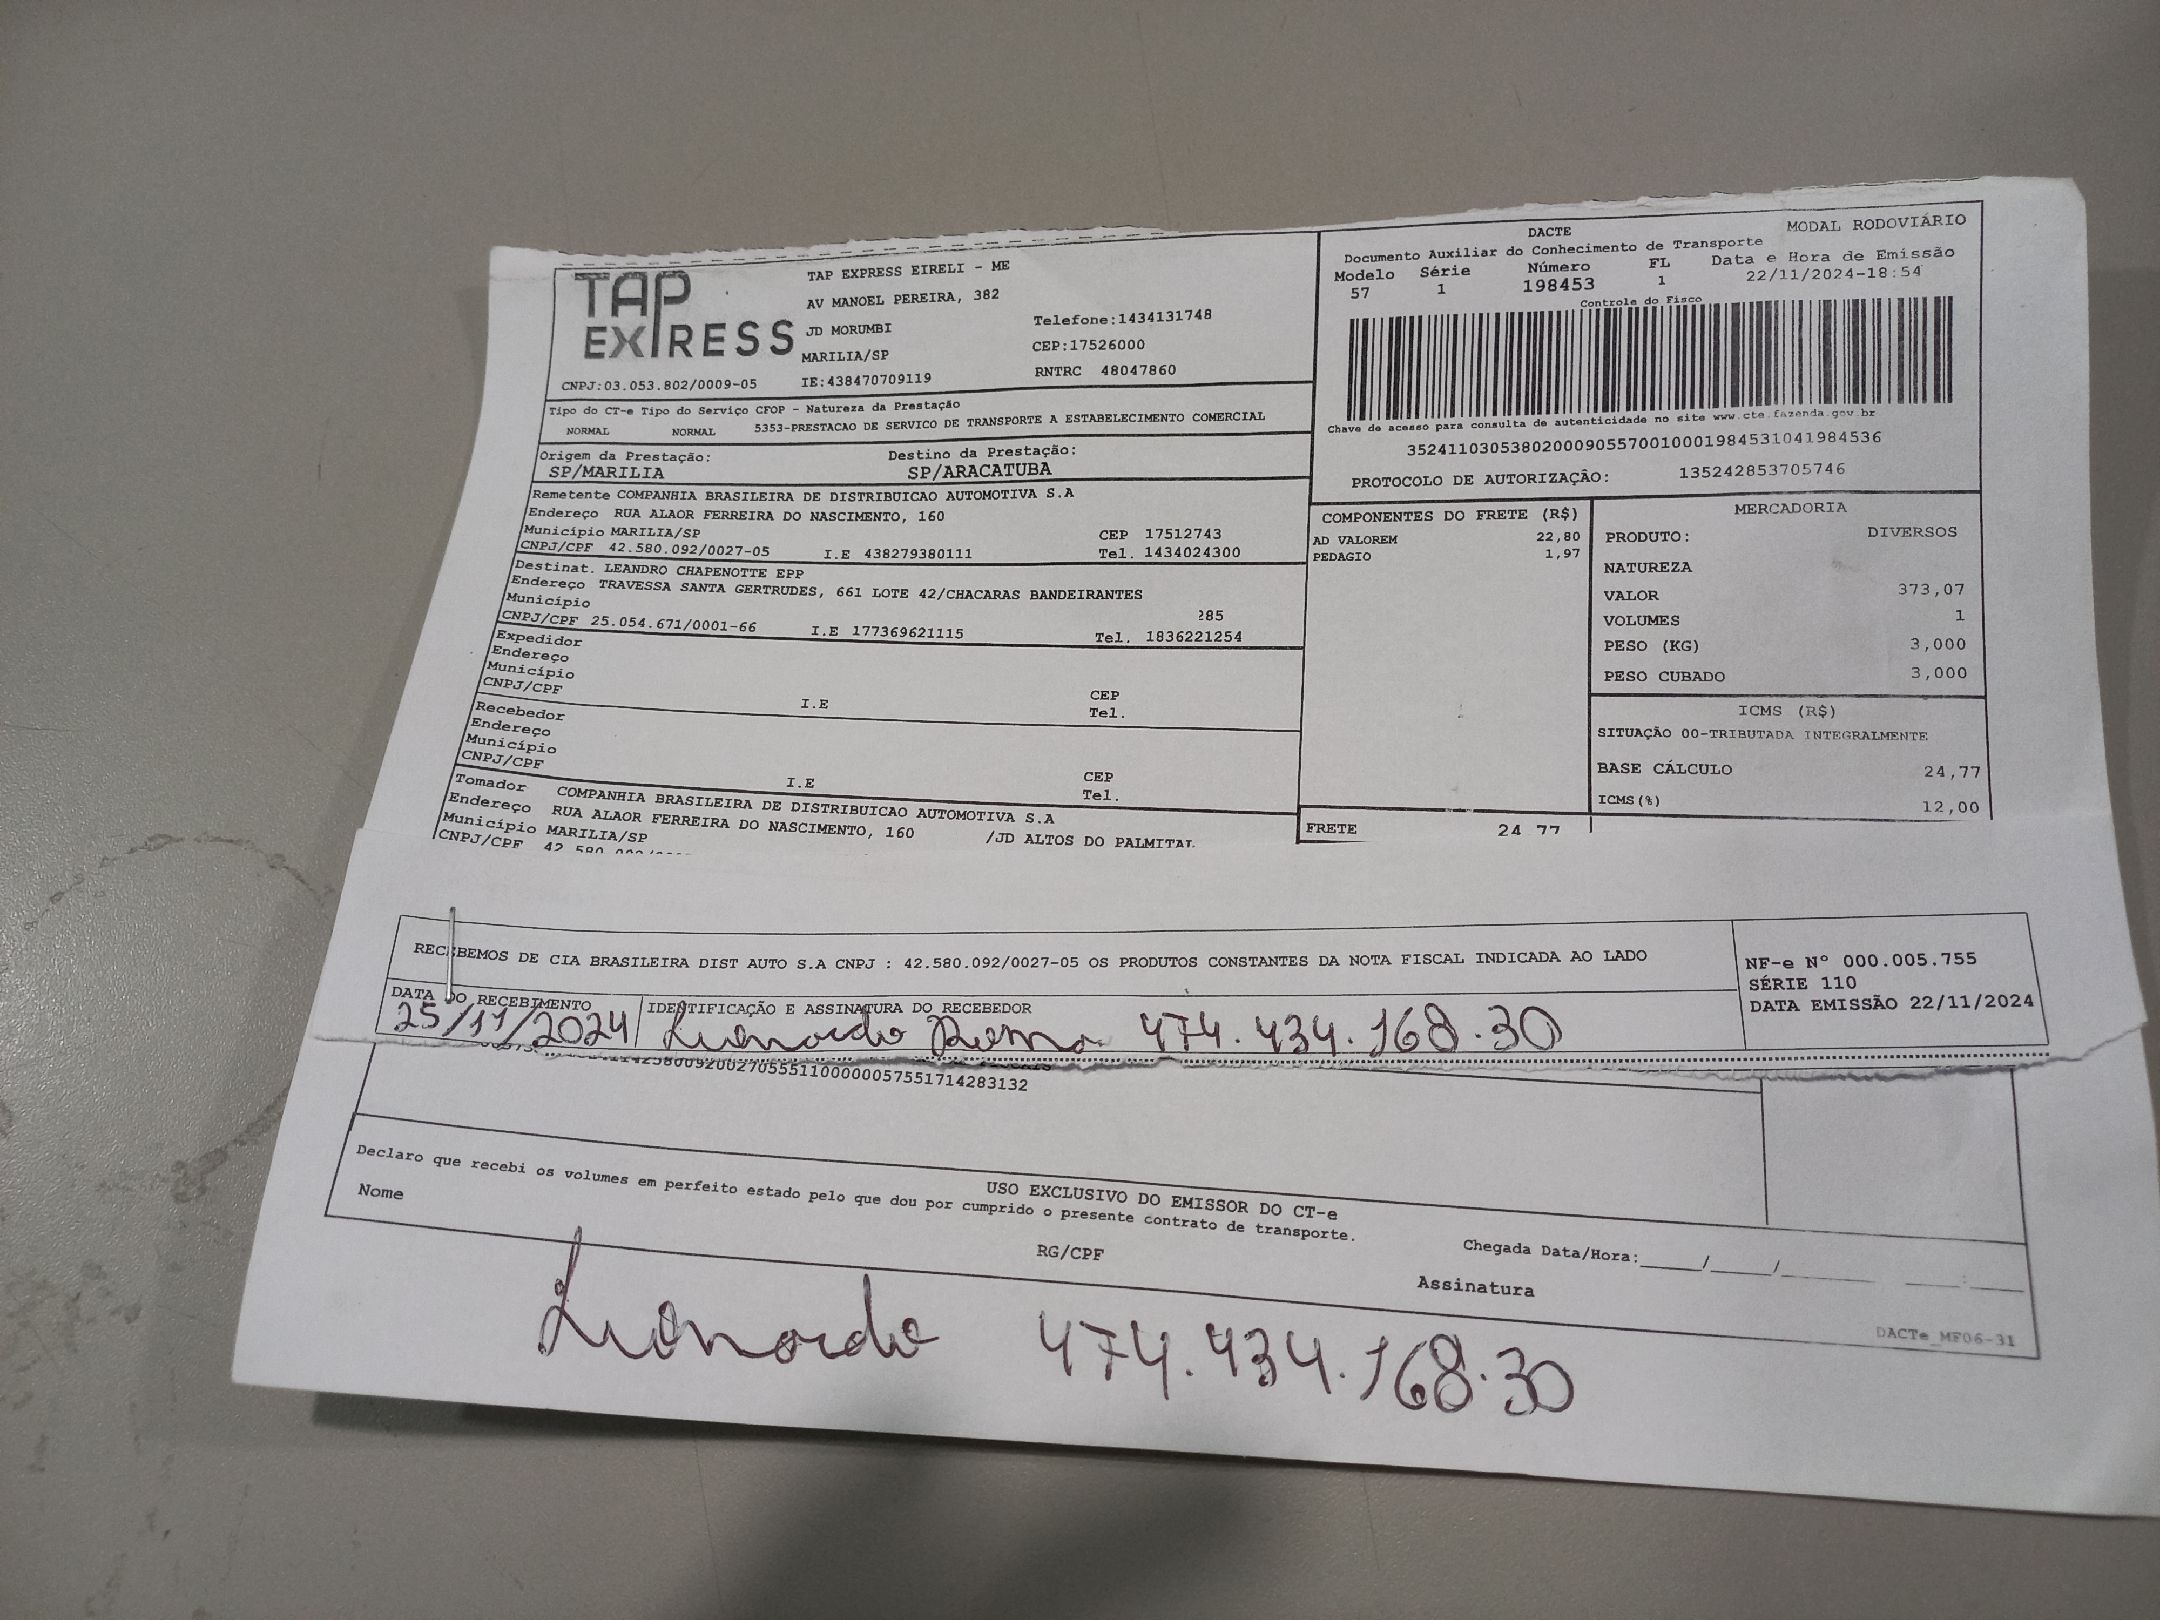 TAP
EXPRESS
TAP EXPRESS EIRELI - ME
AV MANOEL PEREIRA, 382
JD MORUMBI
MARILIA/SP
Telefone:1434131748
CEP:17526000
RNTRC 48047860
CNPJ:03.053.802/0009-05 IE:438470709119
DACTE
MODAL RODOVIÁRIO
Documento Auxiliar do Conhecimento de Transporte
Modelo Série Número FL Data e Hora de Emissão
57 1 198453 1 22/11/2024-18:54
Controle do Fisco
Chave de acesso para consulta de autenticidade no site www.cte.fazenda.gov.br
35241103053802000905570010001984531041984536
PROTOCOLO DE AUTORIZAÇÃO: 135242853705746
Tipo do CT-e Tipo do Serviço CFOP - Natureza da Prestação
NORMAL NORMAL 5353-PRESTACAO DE SERVICO DE TRANSPORTE A ESTABELECIMENTO COMERCIAL
Origem da Prestação: Destino da Prestação:
SP/MARILIA SP/ARACATUBA
Remetente COMPANHIA BRASILEIRA DE DISTRIBUICAO AUTOMOTIVA S.A
Endereço RUA ALAOR FERREIRA DO NASCIMENTO, 160
Município MARILIA/SP CEP 17512743
CNPJ/CPF 42.580.092/0027-05 I.E 438279380111 Tel. 1434024300
Destinat. LEANDRO CHAPENOTTE EPP
Endereço TRAVESSA SANTA GERTRUDES, 661 LOTE 42/CHACARAS BANDEIRANTES
Município 285
CNPJ/CPF 25.054.671/0001-66 I.E 177369621115 Tel. 1836221254
Expedidor
Endereço
Município CEP
CNPJ/CPF I.E Tel.
Recebedor
Endereço
Município CEP
CNPJ/CPF I.E Tel.
Tomador COMPANHIA BRASILEIRA DE DISTRIBUICAO AUTOMOTIVA S.A
Endereço RUA ALAOR FERREIRA DO NASCIMENTO, 160 /JD ALTOS DO PALMITAL
Município MARILIA/SP
CNPJ/CPF 42.580
COMPONENTES DO FRETE (R$)
AD VALOREM 22,80
PEDAGIO 1,97
FRETE 24,77
MERCADORIA
PRODUTO: DIVERSOS
NATUREZA
VALOR 373,07
VOLUMES 1
PESO (KG) 3,000
PESO CUBADO 3,000
ICMS (R$)
SITUAÇÃO 00-TRIBUTADA INTEGRALMENTE
BASE CÁLCULO 24,77
ICMS(%) 12,00
RECEBEMOS DE CIA BRASILEIRA DIST AUTO S.A CNPJ : 42.580.092/0027-05 OS PRODUTOS CONSTANTES DA NOTA FISCAL INDICADA AO LADO
NF-e Nº 000.005.755
SÉRIE 110
DATA EMISSÃO 22/11/2024
DATA DO RECEBIMENTO IDENTIFICAÇÃO E ASSINATURA DO RECEBEDOR
25/11/2024 Leonardo 474.434.168.30
1142580092002705551100000057551714283132
USO EXCLUSIVO DO EMISSOR DO CT-e
Declaro que recebi os volumes em perfeito estado pelo que dou por cumprido o presente contrato de transporte.
Nome RG/CPF Chegada Data/Hora:_____/_____/_______ ____:____
Assinatura
DACTe_MF06-31
Leonardo 474.434.168.30